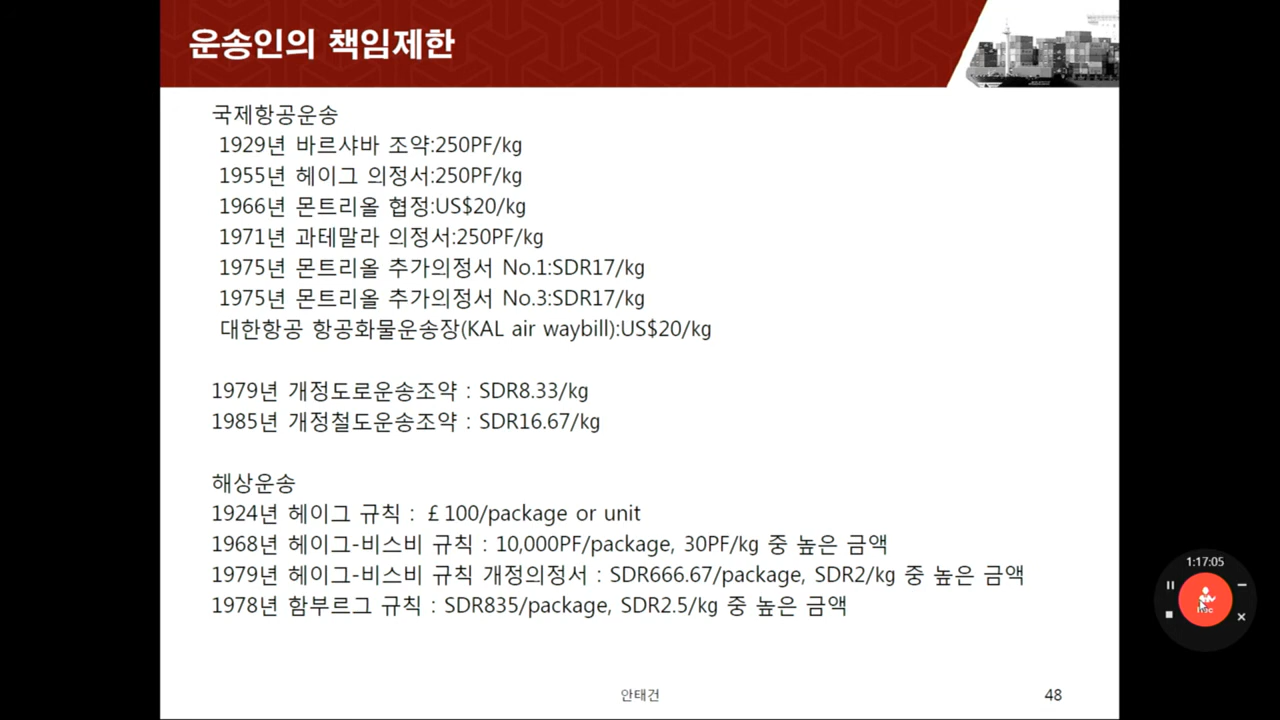 운송인의 책임제한
국제항공운송
1929년 바르샤바 조약:250PF/kg
1955년 헤이그 의정서:250PF/kg
1966년 몬트리올 협정:US$20/kg
1971년 과테말라 의정서:250PF/kg
1975년 몬트리올 추가의정서 No.1:SDR17/kg
1975년 몬트리올 추가의정서 No.3:SDR17/kg
대한항공 항공화물운송장(KAL air waybill):US$20/kg
1979년 개정도로운송조약 : SDR8.33/kg
1985년 개정철도운송조약 : SDR16.67/kg
해상운송
1924년 헤이그 규칙 : £100/package or unit
1968년 헤이그-비스비 규칙 : 10,000PF/package, 30PF/kg 중 높은 금액
1979년 헤이그-비스비 규칙 개정의정서 : SDR666.67/package, SDR2/kg 중 높은 금액
1978년 함부르그 규칙 : SDR835/package, SDR2.5/kg 중 높은 금액
1:17:05
Rec
안태건
48